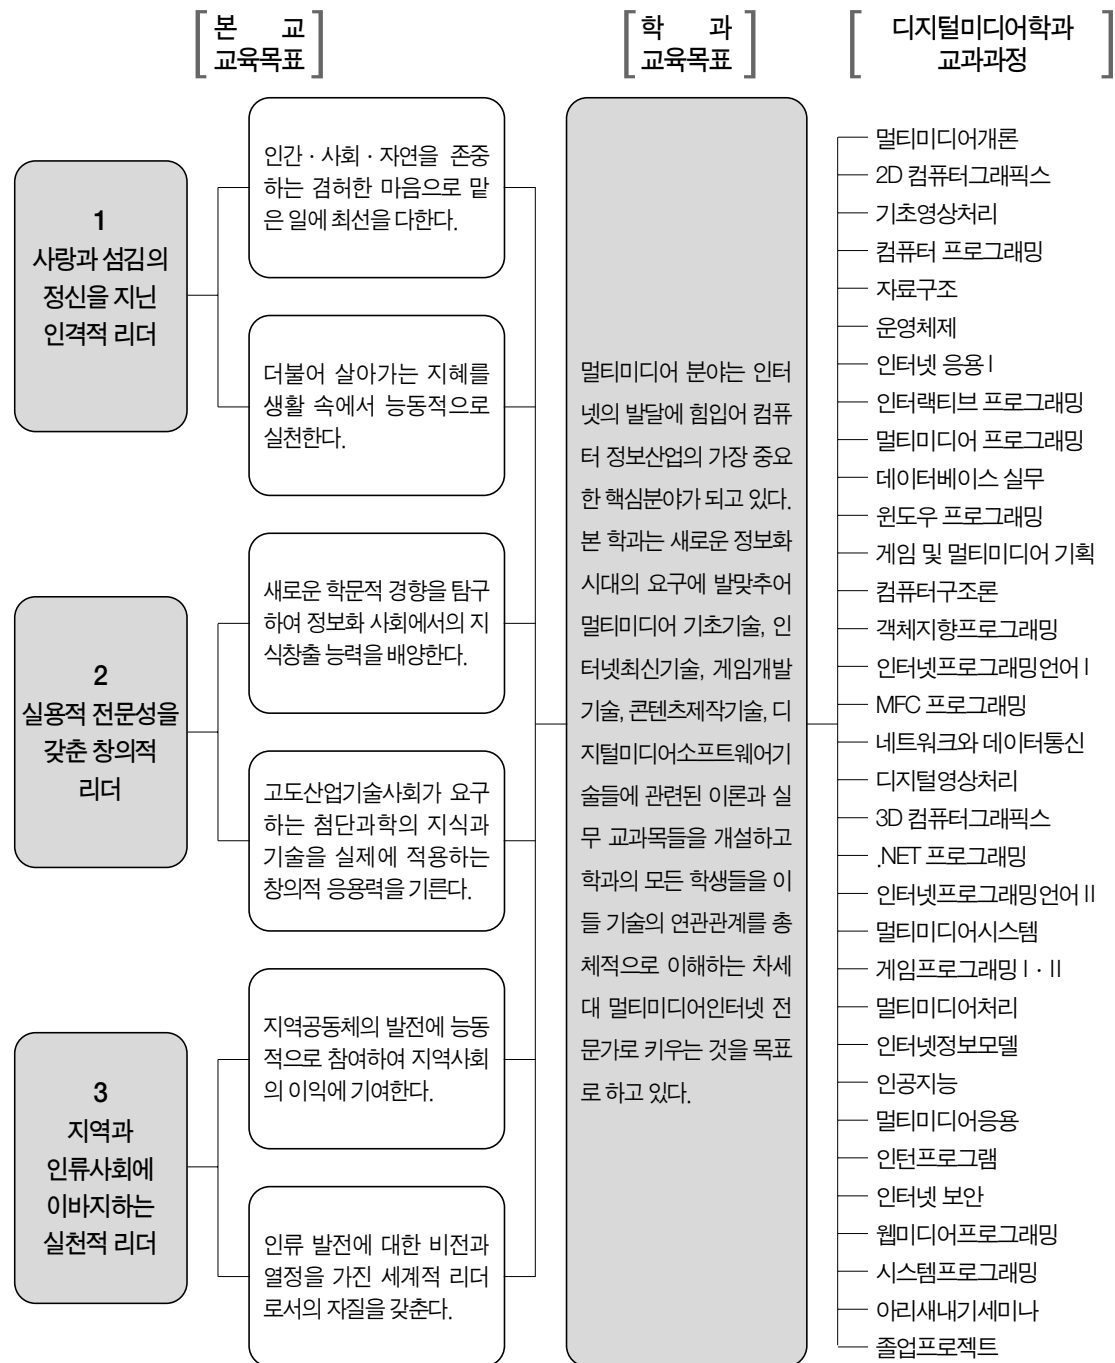 본 교
교육목표
학 과
교육목표
디지털미디어학과
교과과정
1
사랑과 섬김의
정신을 지닌
인격적 리더
인간 · 사회 · 자연을 존중
하는 겸허한 마음으로 맡
은 일에 최선을 다한다.
더불어 살아가는 지혜를
생활 속에서 능동적으로
실천한다.
2
실용적 전문성을
갖춘 창의적
리더
새로운 학문적 경향을 탐구
하여 정보화 사회에서의 지
식창출 능력을 배양한다.
고도산업기술사회가 요구
하는 첨단과학의 지식과
기술을 실제에 적용하는
창의적 응용력을 기른다.
3
지역과
인류사회에
이바지하는
실천적 리더
지역공동체의 발전에 능동
적으로 참여하여 지역사회
의 이익에 기여한다.
인류 발전에 대한 비전과
열정을 가진 세계적 리더
로서의 자질을 갖춘다.
멀티미디어 분야는 인터
넷의 발달에 힘입어 컴퓨
터 정보산업의 가장 중요
한 핵심분야가 되고 있다.
본 학과는 새로운 정보화
시대의 요구에 발맞추어
멀티미디어 기초기술, 인
터넷최신기술, 게임개발
기술, 콘텐츠제작기술, 디
지털미디어소프트웨어기
술들에 관련된 이론과 실
무 교과목들을 개설하고
학과의 모든 학생들을 이
들 기술의 연관관계를 총
체적으로 이해하는 차세
대 멀티미디어인터넷 전
문가로 키우는 것을 목표
로 하고 있다.
멀티미디어개론
2D 컴퓨터그래픽스
기초영상처리
컴퓨터 프로그래밍
자료구조
운영체제
인터넷 응용 I
인터랙티브 프로그래밍
멀티미디어 프로그래밍
데이터베이스 실무
윈도우 프로그래밍
게임 및 멀티미디어 기획
컴퓨터구조론
객체지향프로그래밍
인터넷프로그래밍언어 I
MFC 프로그래밍
네트워크와 데이터통신
디지털영상처리
3D 컴퓨터그래픽스
.NET 프로그래밍
인터넷프로그래밍언어 II
멀티미디어시스템
게임프로그래밍 I · II
멀티미디어처리
인터넷정보모델
인공지능
멀티미디어응용
인턴프로그램
인터넷 보안
웹미디어프로그래밍
시스템프로그래밍
아리새내기세미나
졸업프로젝트